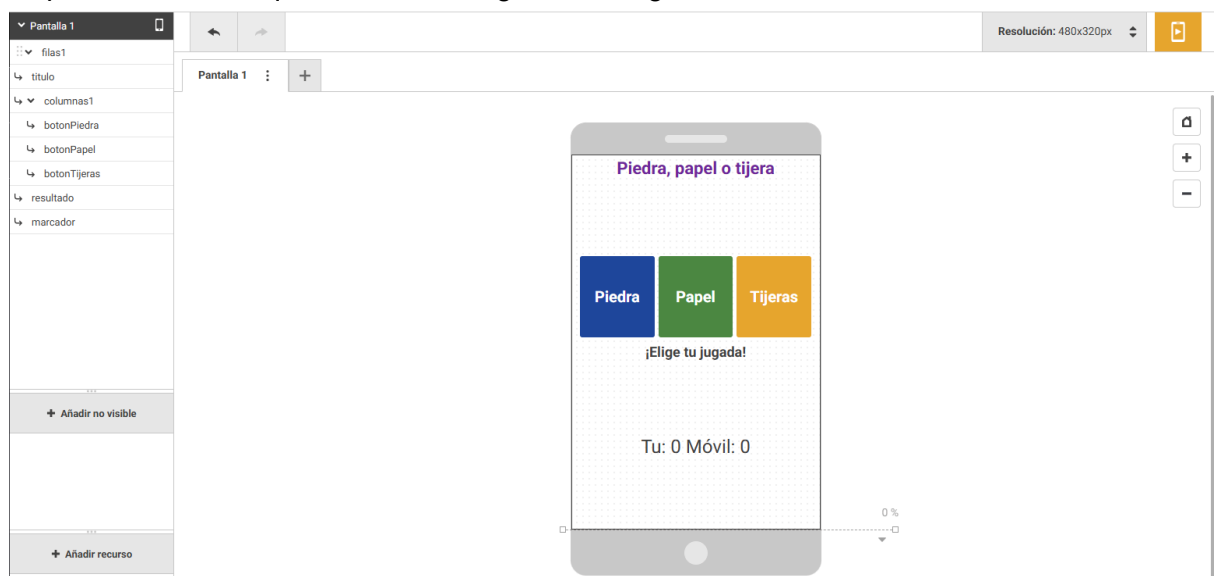 Pantalla 1
filas1
titulo
columnas1
botonPiedra
botonPapel
botonTijeras
resultado
marcador
+ Añadir no visible
+ Añadir recurso
Resolución: 480x320px
Pantalla 1
Piedra, papel o tijera
Piedra Papel Tijeras
¡Elige tu jugada!
Tu: 0 Móvil: 0
0 %